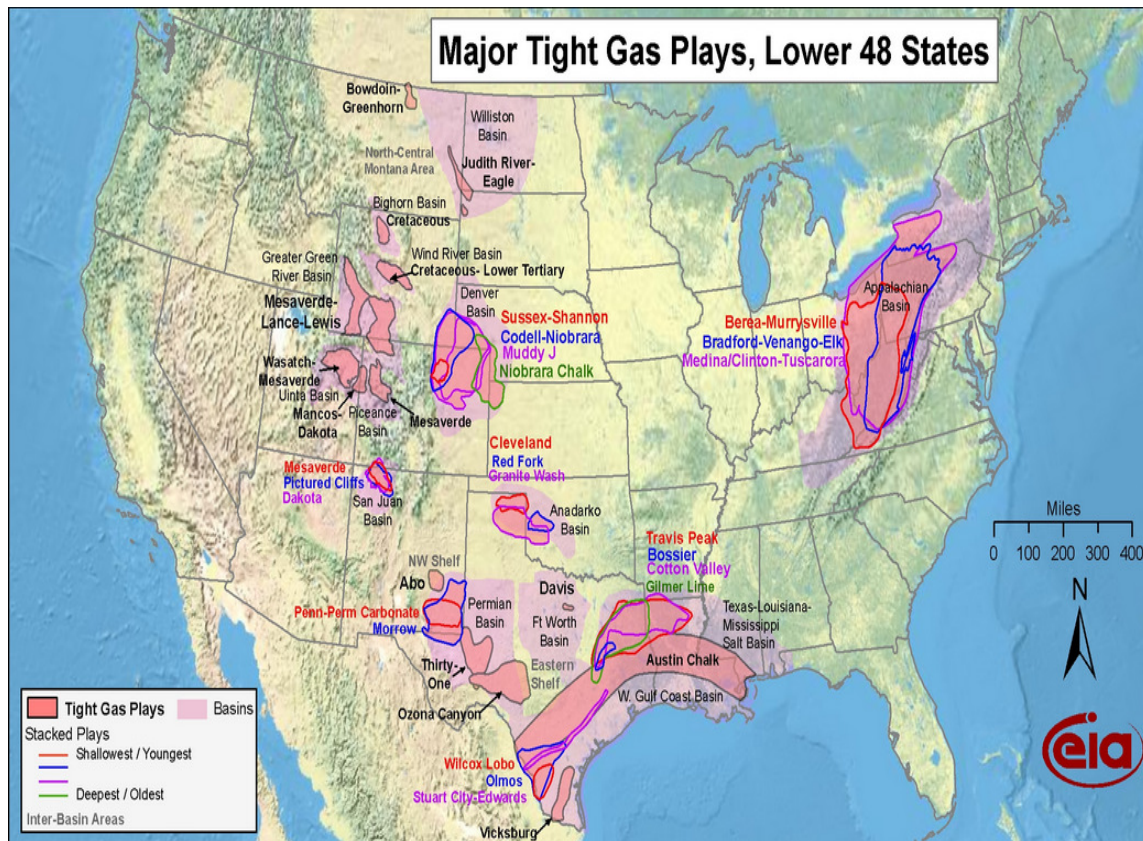 Major Tight Gas Plays, Lower 48 States
Bowdoin-
Greenhorn
Williston
Basin
North-Central
Montana Area
Judith River-
Eagle
Bighorn Basin
Cretaceous
Wind River Basin
Cretaceous- Lower Tertiary
Greater Green
River Basin
Mesaverde-
Lance-Lewis
Denver
Basin
Sussex-Shannon
Codell-Niobrara
Muddy J
Niobrara Chalk
Appalachian
Basin
Berea-Murrysville
Bradford-Venango-Elk
Medina/Clinton-Tuscarora
Wasatch-
Mesaverde
Uinta Basin
Mancos-
Dakota
Piceance
Basin
Mesaverde
Mesaverde
Pictured Cliffs
Dakota
San Juan
Basin
Cleveland
Red Fork
Granite Wash
Anadarko
Basin
Miles
0 100 200 300 400
N
Travis Peak
Bossier
Cotton Valley
Gilmer Lime
NW Shelf
Abo
Penn-Perm Carbonate
Morrow
Permian
Basin
Davis
Ft Worth
Basin
Texas-Louisiana-
Mississippi
Salt Basin
Thirty-
One
Eastern
Shelf
Austin Chalk
Ozona Canyon
W. Gulf Coast Basin
Wilcox Lobo
Olmos
Stuart City-Edwards
Vicksburg
Tight Gas Plays
Basins
Stacked Plays
Shallowest / Youngest
Deepest / Oldest
Inter-Basin Areas
eia